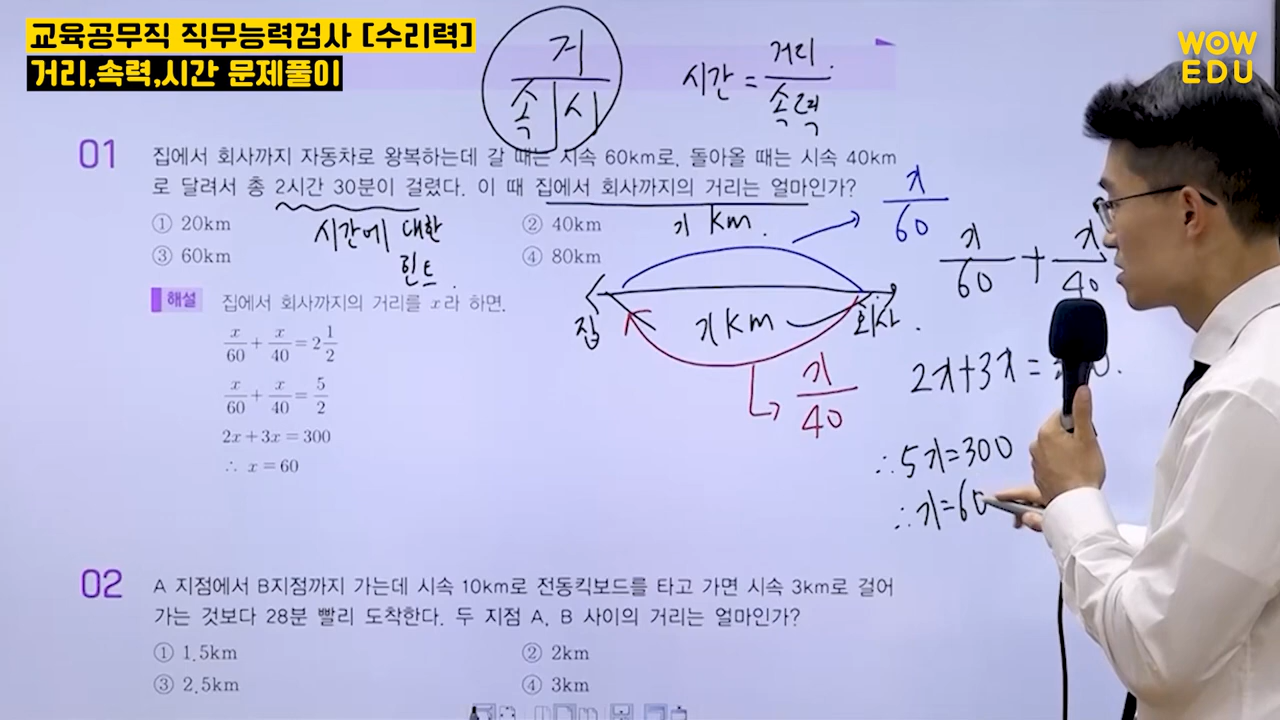 교육공무직 직무능력검사 [수리력]
거리,속력,시간 문제풀이
WOW
EDU
거
속 시
시간 = 거리/속력
01
집에서 회사까지 자동차로 왕복하는데 갈 때는 시속 60km로, 돌아올 때는 시속 40km
로 달려서 총 2시간 30분이 걸렸다. 이 때 집에서 회사까지의 거리는 얼마인가?
① 20km
② 40km
③ 60km
④ 80km
시간에 대한
힌트.
x km.
x/60
집
x km
회사.
x/40
x/60 + x/40
2x+3x=
∴ 5x=300
∴ x=60
해설 집에서 회사까지의 거리를 x라 하면,
x/60 + x/40 = 2 1/2
x/60 + x/40 = 5/2
2x+3x=300
∴ x=60
02
A 지점에서 B지점까지 가는데 시속 10km로 전동킥보드를 타고 가면 시속 3km로 걸어
가는 것보다 28분 빨리 도착한다. 두 지점 A, B 사이의 거리는 얼마인가?
① 1.5km
② 2km
③ 2.5km
④ 3km